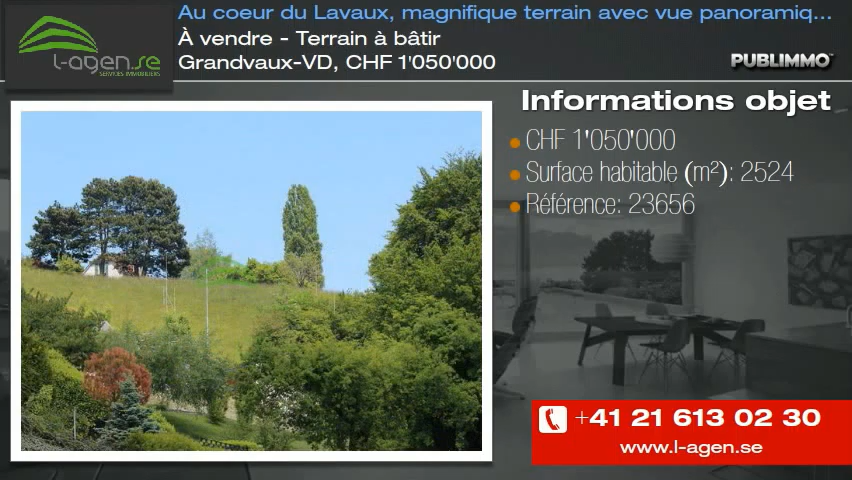 Au coeur du Lavaux, magnifique terrain avec vue panoramiq...
l-agen.se
SERVICES IMMOBILIERS
À vendre - Terrain à bâtir
Grandvaux-VD, CHF 1'050'000
PUBLIMMO
Informations objet
CHF 1'050'000
Surface habitable (m²): 2524
Référence: 23656
+41 21 613 02 30
www.l-agen.se